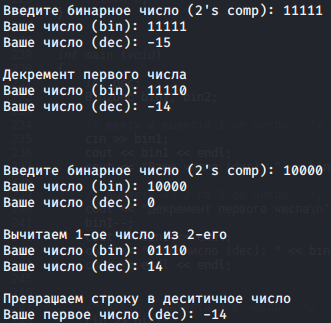 Введите бинарное число (2's comp): 11111
Ваше число (bin): 11111
Ваше число (dec): -15
Декремент первого числа
Ваше число (bin): 11110
Ваше число (dec): -14
Введите бинарное число (2's comp): 10000
Ваше число (bin): 10000
Ваше число (dec): 0
Вычитаем 1-ое число из 2-его
Ваше число (bin): 01110
Ваше число (dec): 14
Превращаем строку в деситичное число
Ваше первое число (dec): -14